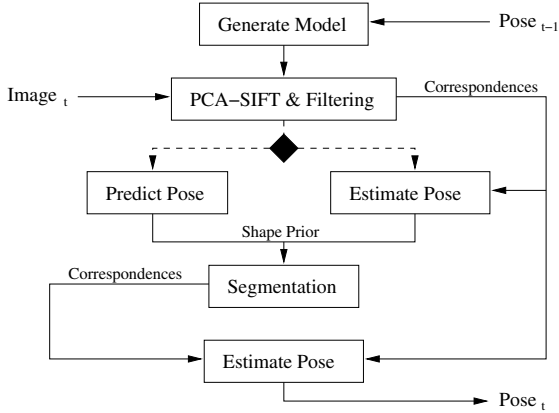 Generate Model
Pose t−1
Image t
PCA−SIFT & Filtering
Correspondences
Predict Pose
Estimate Pose
Shape Prior
Correspondences
Segmentation
Estimate Pose
Pose t